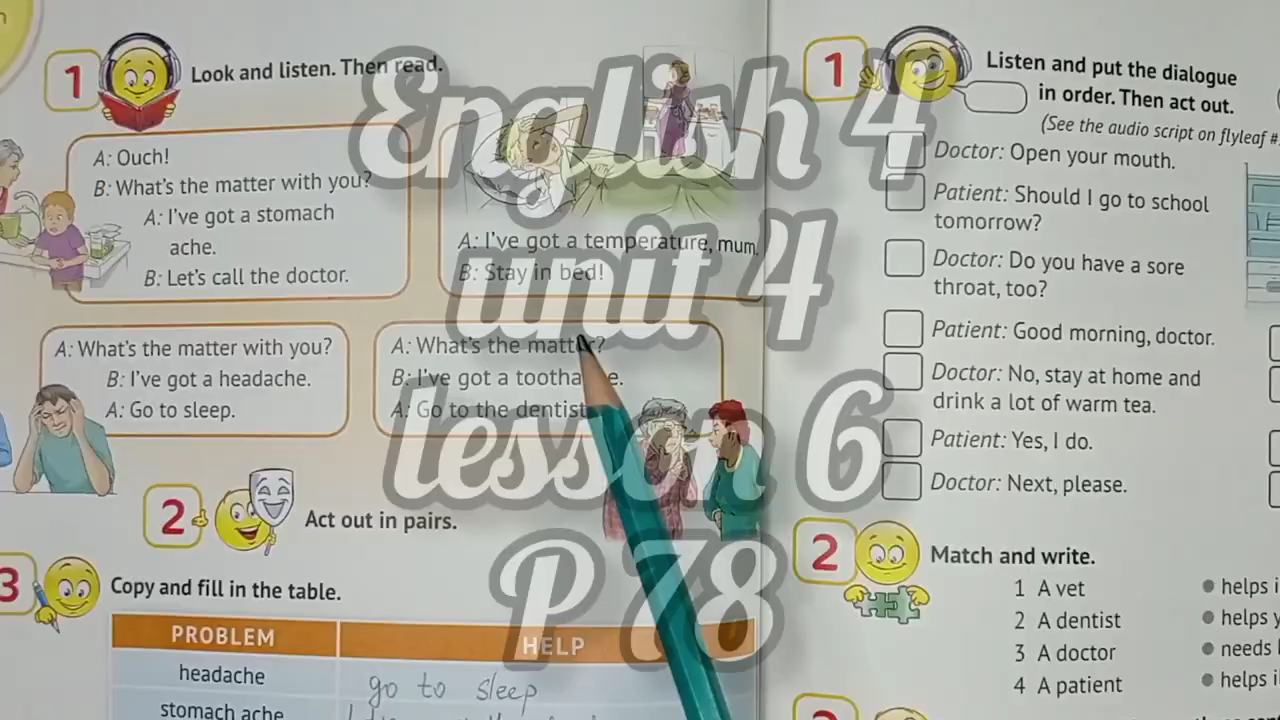 English 4
unit 4
lesson 6
P 78
1
Look and listen. Then read.
A: Ouch!
B: What's the matter with you?
A: I've got a stomach
ache.
B: Let's call the doctor.
A: I've got a temperature, mum.
B: Stay in bed!
A: What's the matter with you?
B: I've got a headache.
A: Go to sleep.
A: What's the matter?
B: I've got a tootha e.
A: Go to the dentist
2
Act out in pairs.
3
Copy and fill in the table.
PROBLEM
HELP
headache
go to sleep
stomach ache
1
Listen and put the dialogue
in order. Then act out.
(See the audio script on flyleaf #
Doctor: Open your mouth.
Patient: Should I go to school
tomorrow?
Doctor: Do you have a sore
throat, too?
Patient: Good morning, doctor.
Doctor: No, stay at home and
drink a lot of warm tea.
Patient: Yes, I do.
Doctor: Next, please.
2
Match and write.
1 A vet
helps i
2 A dentist
helps y
3 A doctor
needs
4 A patient
helps i